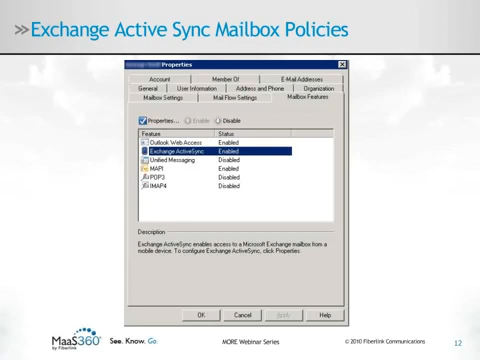 Exchange Active Sync Mailbox Policies
Properties
Account Member Of E-Mail Addresses
General User Information Address and Phone Organization
Mailbox Settings Mail Flow Settings Mailbox Features
Properties... Enable Disable
Feature Status
Outlook Web Access Enabled
Exchange ActiveSync Enabled
Unified Messaging Disabled
MAPI Enabled
POP3 Disabled
IMAP4 Disabled
Description
Exchange ActiveSync enables access to a Microsoft Exchange mailbox from a
mobile device. To configure Exchange ActiveSync, click Properties
OK Cancel Apply Help
MaaS360
by Fiberlink
See. Know. Go.
MORE Webinar Series
© 2010 Fiberlink Communications
12